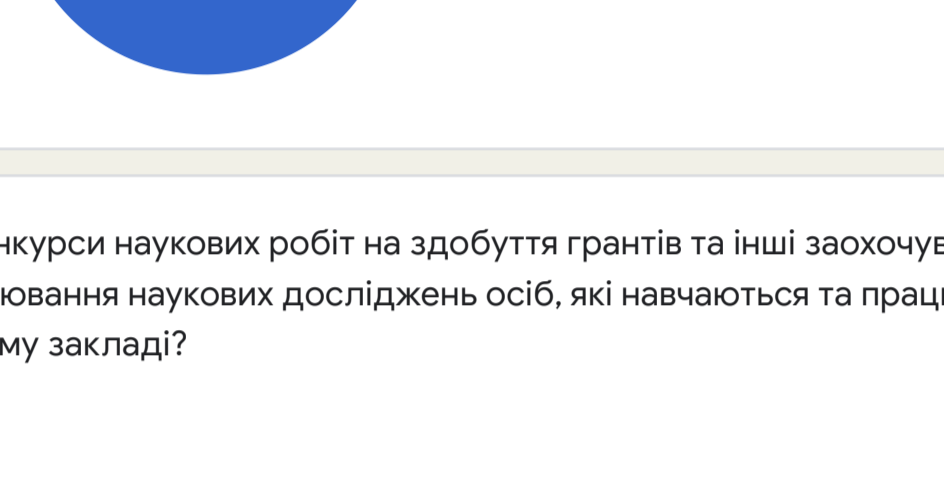 нкурси наукових робіт на здобуття грантів та інші заохочув
ювання наукових досліджень осіб, які навчаються та прац
му закладі?